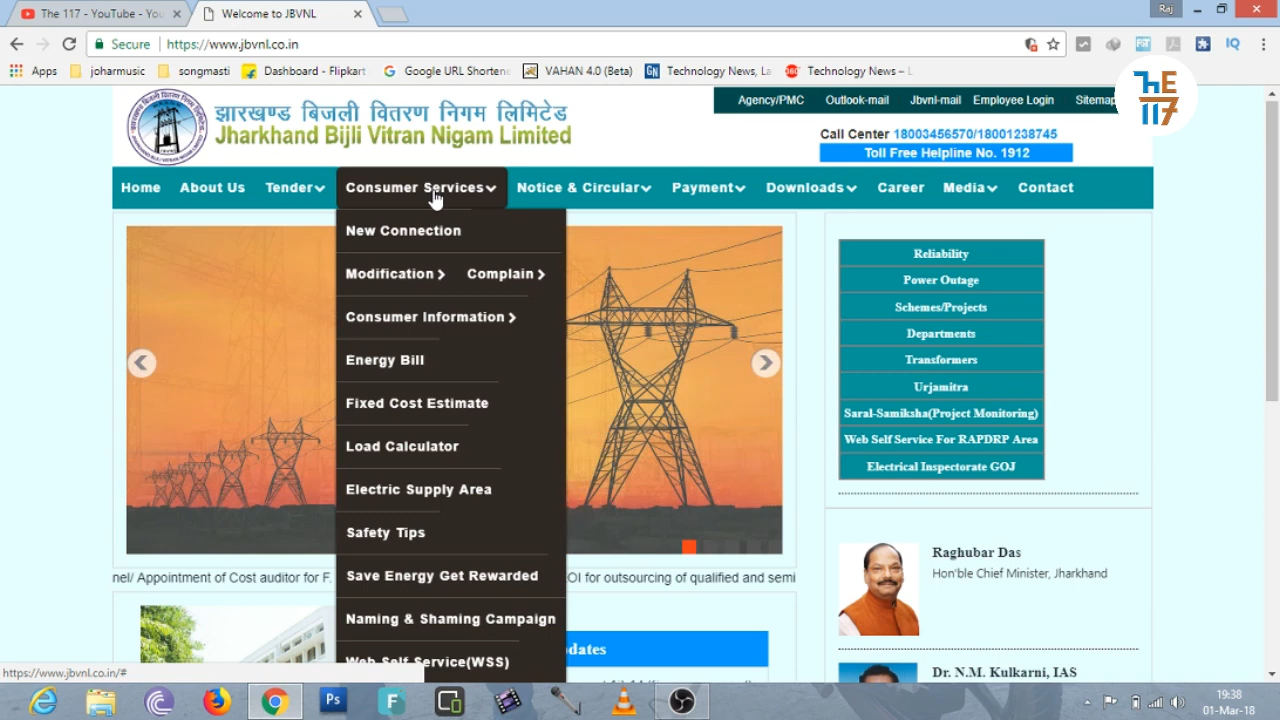 The 117 - YouTube - You
Welcome to JBVNL
Raj
Secure
https://www.jbvnl.co.in
Apps
joharmusic
songmasti
Dashboard - Flipkart
Google URL Shortene
VAHAN 4.0 (Beta)
Technology News, La
Technology News – L
IQ
hE
117
झारखण्ड बिजली वितरण निगम लिमिटेड
Jharkhand Bijli Vitran Nigam Limited
Agency/PMC
Outlook-mail
Jbvnl-mail
Employee Login
Sitemap
Call Center 18003456570/18001238745
Toll Free Helpline No. 1912
Home
About Us
Tender
Consumer Services
Notice & Circular
Payment
Downloads
Career
Media
Contact
New Connection
Modification
Complain
Consumer Information
Energy Bill
Fixed Cost Estimate
Load Calculator
Electric Supply Area
Safety Tips
Save Energy Get Rewarded
Naming & Shaming Campaign
Web Self Service(WSS)
Reliability
Power Outage
Schemes/Projects
Departments
Transformers
Urjamitra
Saral-Samiksha(Project Monitoring)
Web Self Service For RAPDRP Area
Electrical Inspectorate GOJ
nel/ Appointment of Cost auditor for F.
OI for outsourcing of qualified and semi
dates
Raghubar Das
Hon'ble Chief Minister, Jharkhand
Dr. N.M. Kulkarni, IAS
https://www.jbvnl.co.in/#
Ps
F
19:38
01-Mar-18